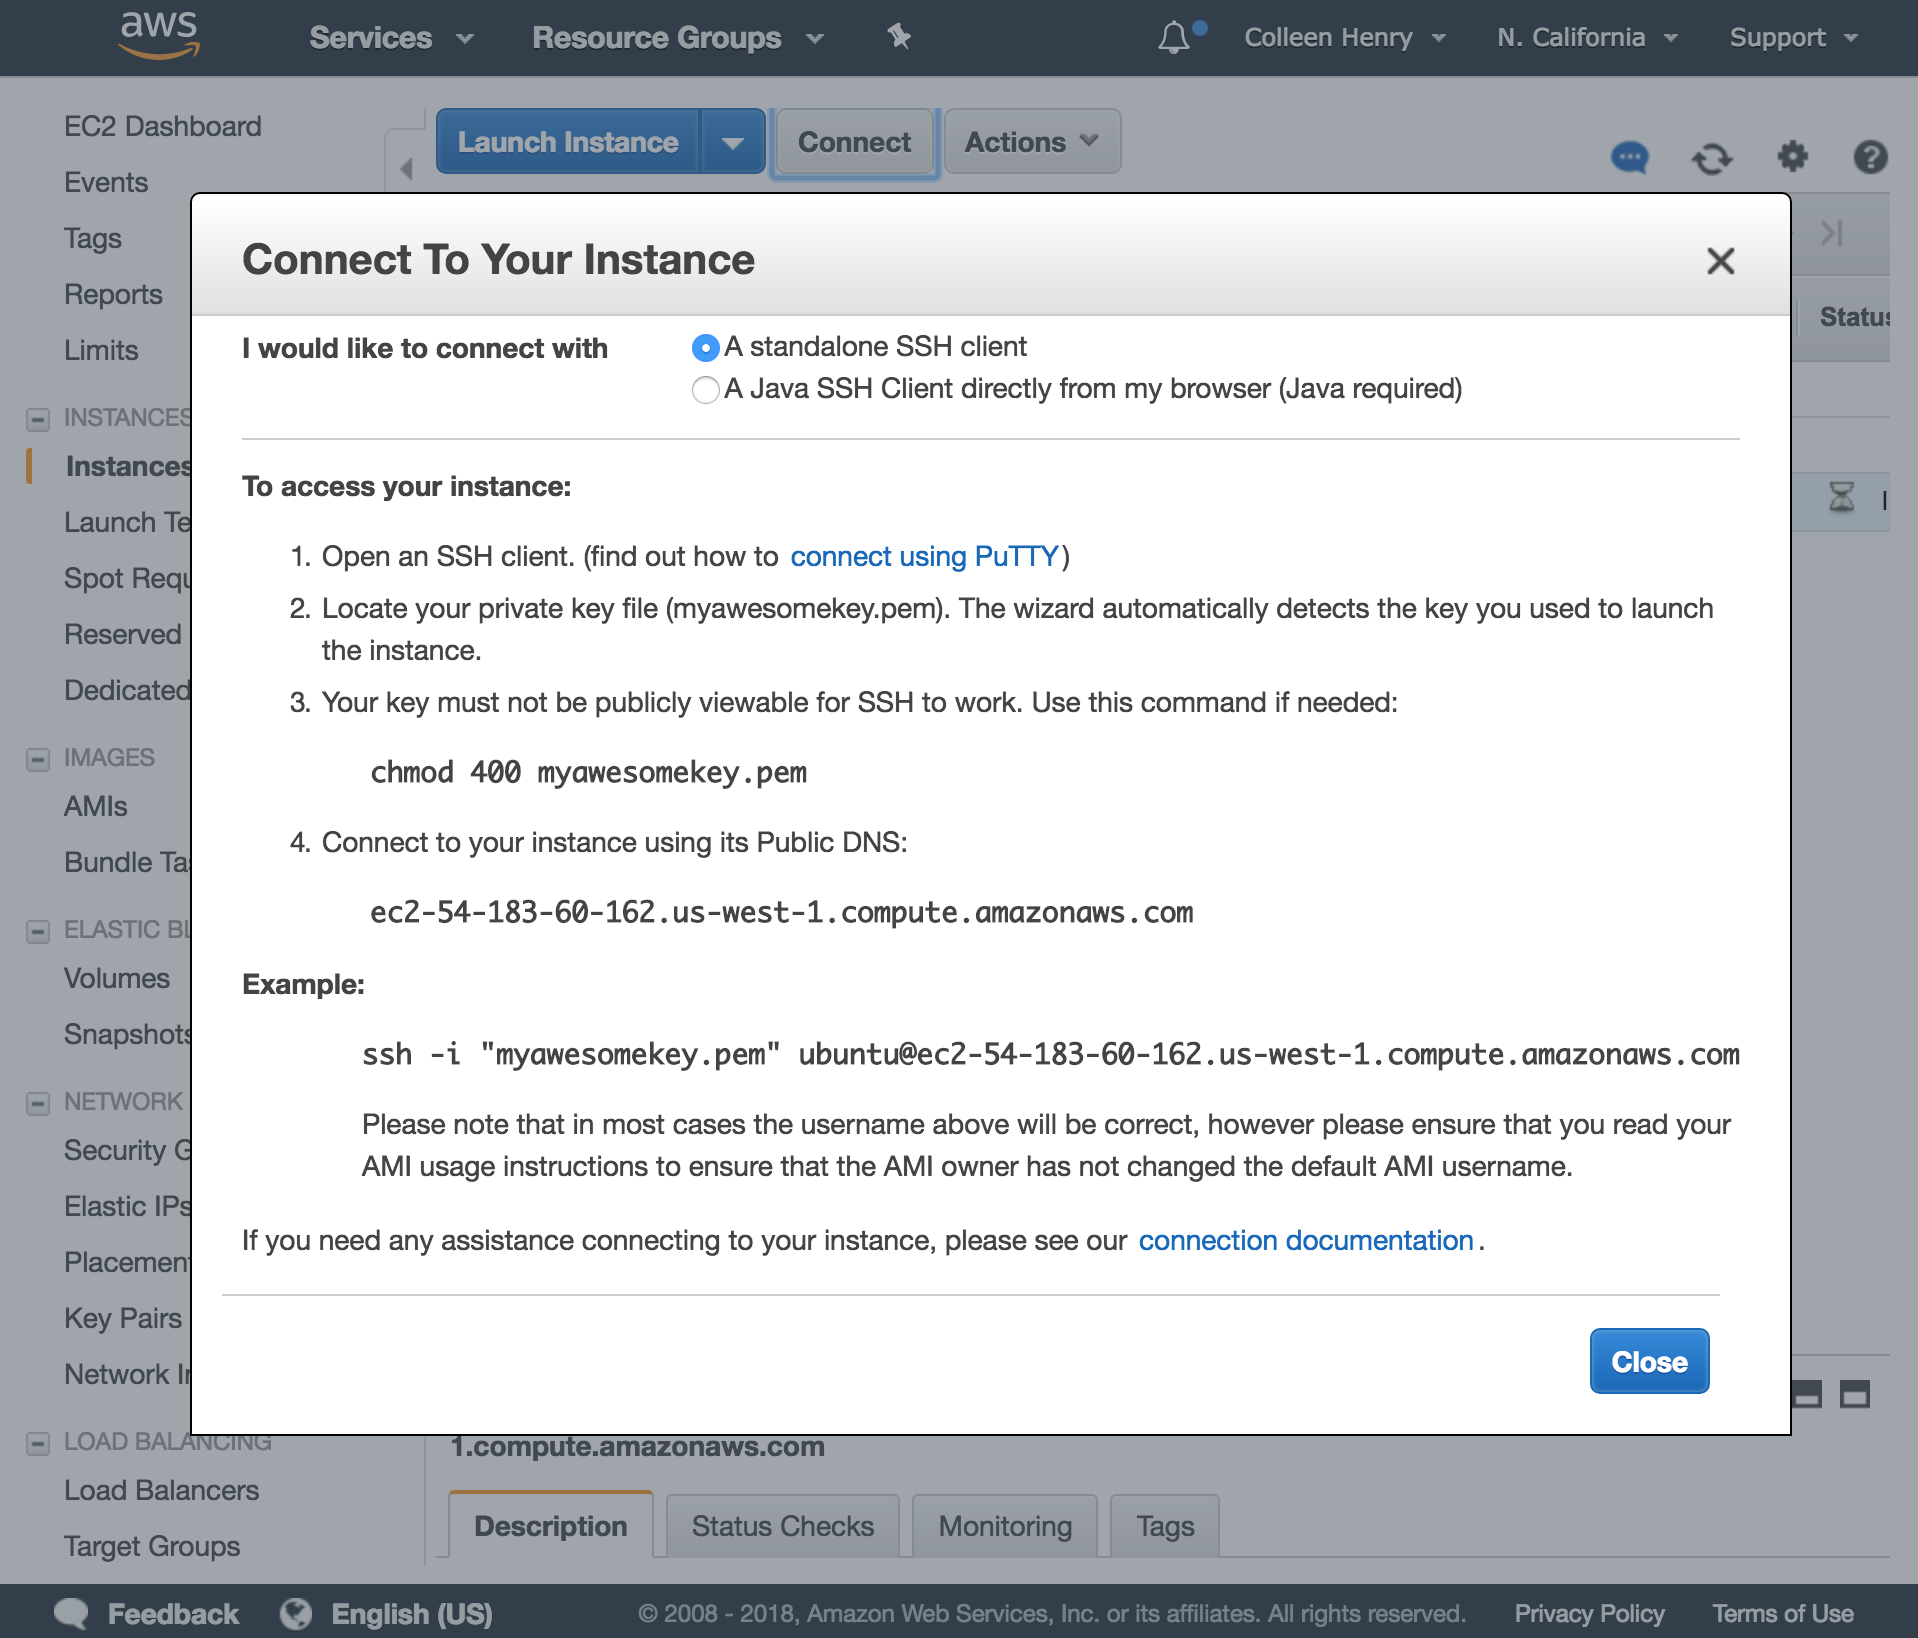 aws
Services
Resource Groups
Colleen Henry
N. California
Support
EC2 Dashboard
Events
Tags
Reports
Limits
INSTANCES
Instances
Launch Te
Spot Requ
Reserved
Dedicated
IMAGES
AMIs
Bundle Tas
ELASTIC BL
Volumes
Snapshots
NETWORK
Security G
Elastic IPs
Placement
Key Pairs
Network In
LOAD BALANCING
Load Balancers
Target Groups
Launch Instance
Connect
Actions
Status
Connect To Your Instance
I would like to connect with
A standalone SSH client
A Java SSH Client directly from my browser (Java required)
To access your instance:
1. Open an SSH client. (find out how to connect using PuTTY)
2. Locate your private key file (myawesomekey.pem). The wizard automatically detects the key you used to launch
the instance.
3. Your key must not be publicly viewable for SSH to work. Use this command if needed:
chmod 400 myawesomekey.pem
4. Connect to your instance using its Public DNS:
ec2-54-183-60-162.us-west-1.compute.amazonaws.com
Example:
ssh -i "myawesomekey.pem" ubuntu@ec2-54-183-60-162.us-west-1.compute.amazonaws.com
Please note that in most cases the username above will be correct, however please ensure that you read your
AMI usage instructions to ensure that the AMI owner has not changed the default AMI username.
If you need any assistance connecting to your instance, please see our connection documentation.
Close
1.compute.amazonaws.com
Description
Status Checks
Monitoring
Tags
Feedback
English (US)
© 2008 - 2018, Amazon Web Services, Inc. or its affiliates. All rights reserved.
Privacy Policy
Terms of Use